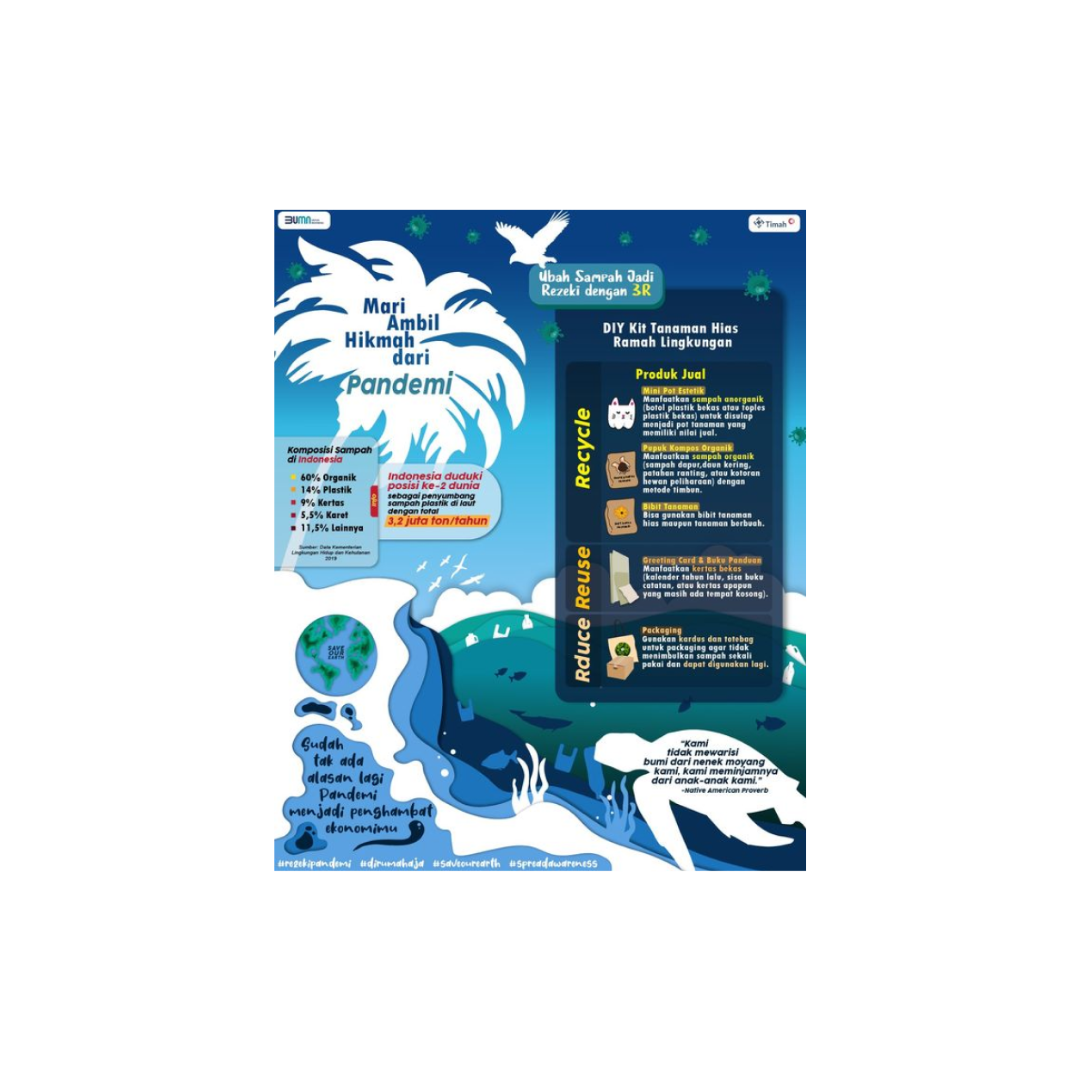 BUMN
Timah
Mari
Ambil
Hikmah
dari
Pandemi
Ubah Sampah Jadi
Rezeki dengan 3R
DIY Kit Tanaman Hias
Ramah Lingkungan
Produk Jual
Recycle
Mini Pot Estetik
Manfaatkan sampah anorganik
(botol plastik bekas atau toples
plastik bekas) untuk disulap
menjadi pot tanaman yang
memiliki nilai jual.
Pupuk Kompos Organik
Manfaatkan sampah organik
(sampah dapur,daun kering,
potahan ranting, atau kotoran
hewan peliharaan) dengan
metode timbun.
Bibit Tanaman
Bisa gunakan bibit tanaman
hias maupun tanaman berbuah.
Reuse
Greeting Card & Buku Panduan
Manfaatkan kertas bekas
(kalender tahun lalu, sisa buku
catatan, atau kertas apapun
yang masih ada tempat kosong).
Rduce
Packaging
Gunakan kardus dan totebag
untuk packaging agar tidak
menimbulkan sampah sekali
pakai dan dapat digunakan lagi.
Komposisi Sampah
di Indonesia
60% Organik
14% Plastik
9% Kertas
5,5% Karet
11,5% Lainnya
Sumber: Data Kementerian
Lingkungan Hidup dan Kehutanan
2019
Indonesia duduki
posisi ke-2 dunia
sebagai penyumbang
sampah plastik di laut
dengan total
3,2 juta ton/tahun
SAVE
OUR
EARTH
Sudah
tak ada
alasan lagi
Pandemi
menjadi penghambat
ekonomimu
"Kami
tidak mewarisi
bumi dari nenek moyang
kami, kami meminjamnya
dari anak-anak kami."
-Native American Proverb
#rezekipandemi #dirumahaja #saveourearth #spreadawareness